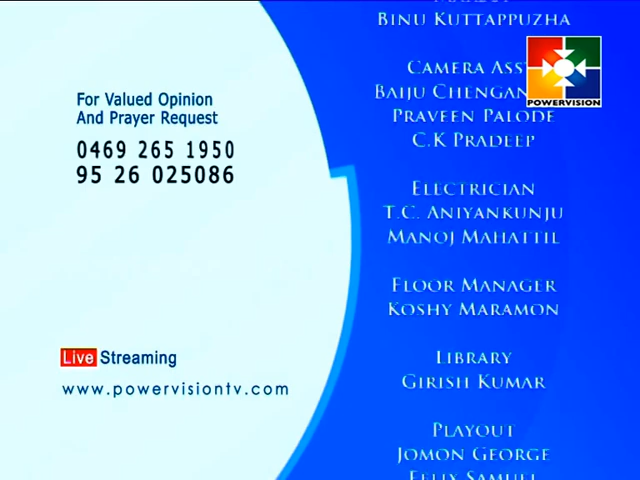 For Valued Opinion
And Prayer Request
0469 265 1950
95 26 025086
Live Streaming
www.powervisiontv.com
Binu Kuttappuzha
Camera
Baiju
Praveen Palode
C.K Pradeep
Electrician
T.C. Aniyankunju
Manoj Mahattil
Floor Manager
Koshy Maramon
Library
Girish Kumar
Playout
Jomon George
Felix Samuel
POWERVISION